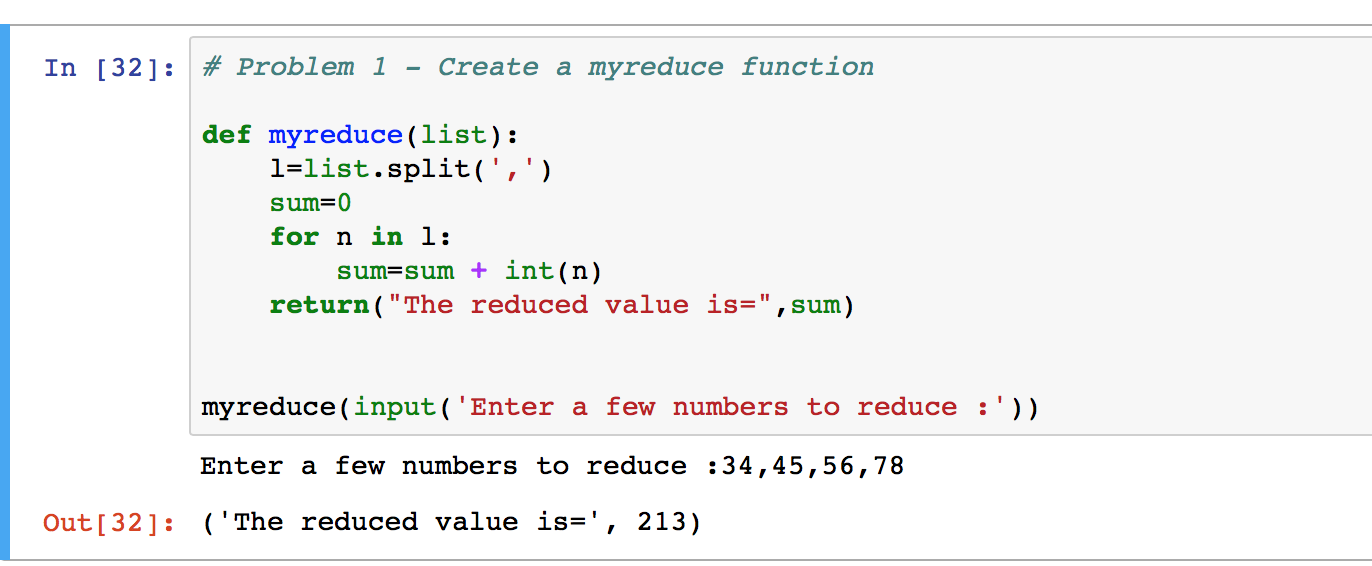 In [32]: # Problem 1 - Create a myreduce function
def myreduce(list):
    l=list.split(',')
    sum=0
    for n in l:
        sum=sum + int(n)
    return("The reduced value is=",sum)
myreduce(input('Enter a few numbers to reduce :'))
Enter a few numbers to reduce :34,45,56,78
Out[32]: ('The reduced value is=', 213)